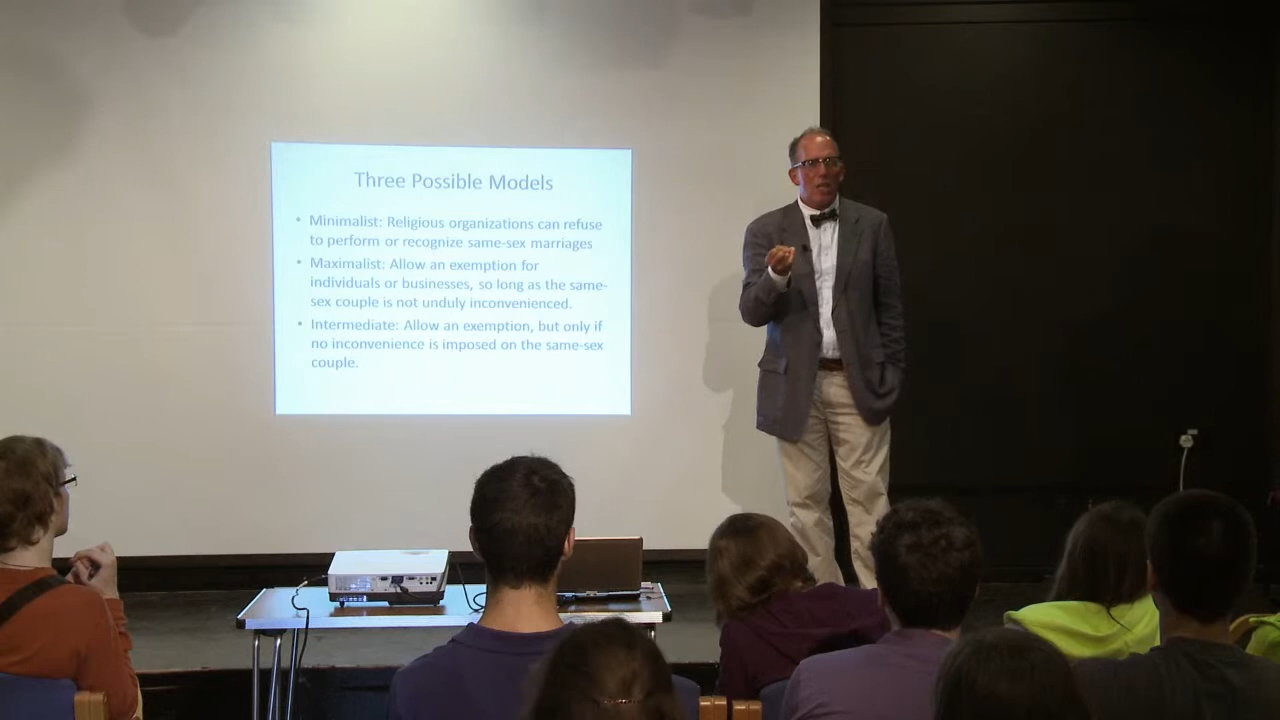 Three Possible Models
• Minimalist: Religious organizations can refuse
to perform or recognize same-sex marriages
• Maximalist: Allow an exemption for
individuals or businesses, so long as the same-
sex couple is not unduly inconvenienced.
• Intermediate: Allow an exemption, but only if
no inconvenience is imposed on the same-sex
couple.